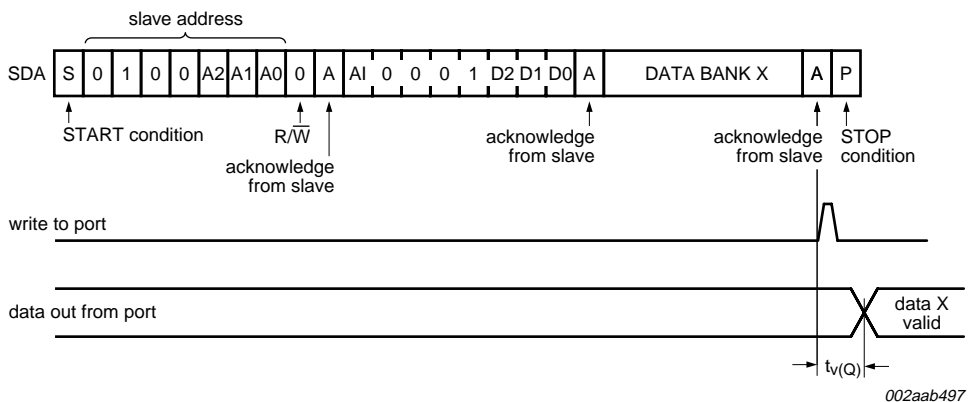 slave address
SDA S 0 1 0 0 A2 A1 A0 0 A AI 0 0 0 1 D2 D1 D0 A DATA BANK X A P
START condition
R/W̅
acknowledge
from slave
acknowledge
from slave
acknowledge
from slave
STOP
condition
write to port
data out from port
data X
valid
tv(Q)
002aab497